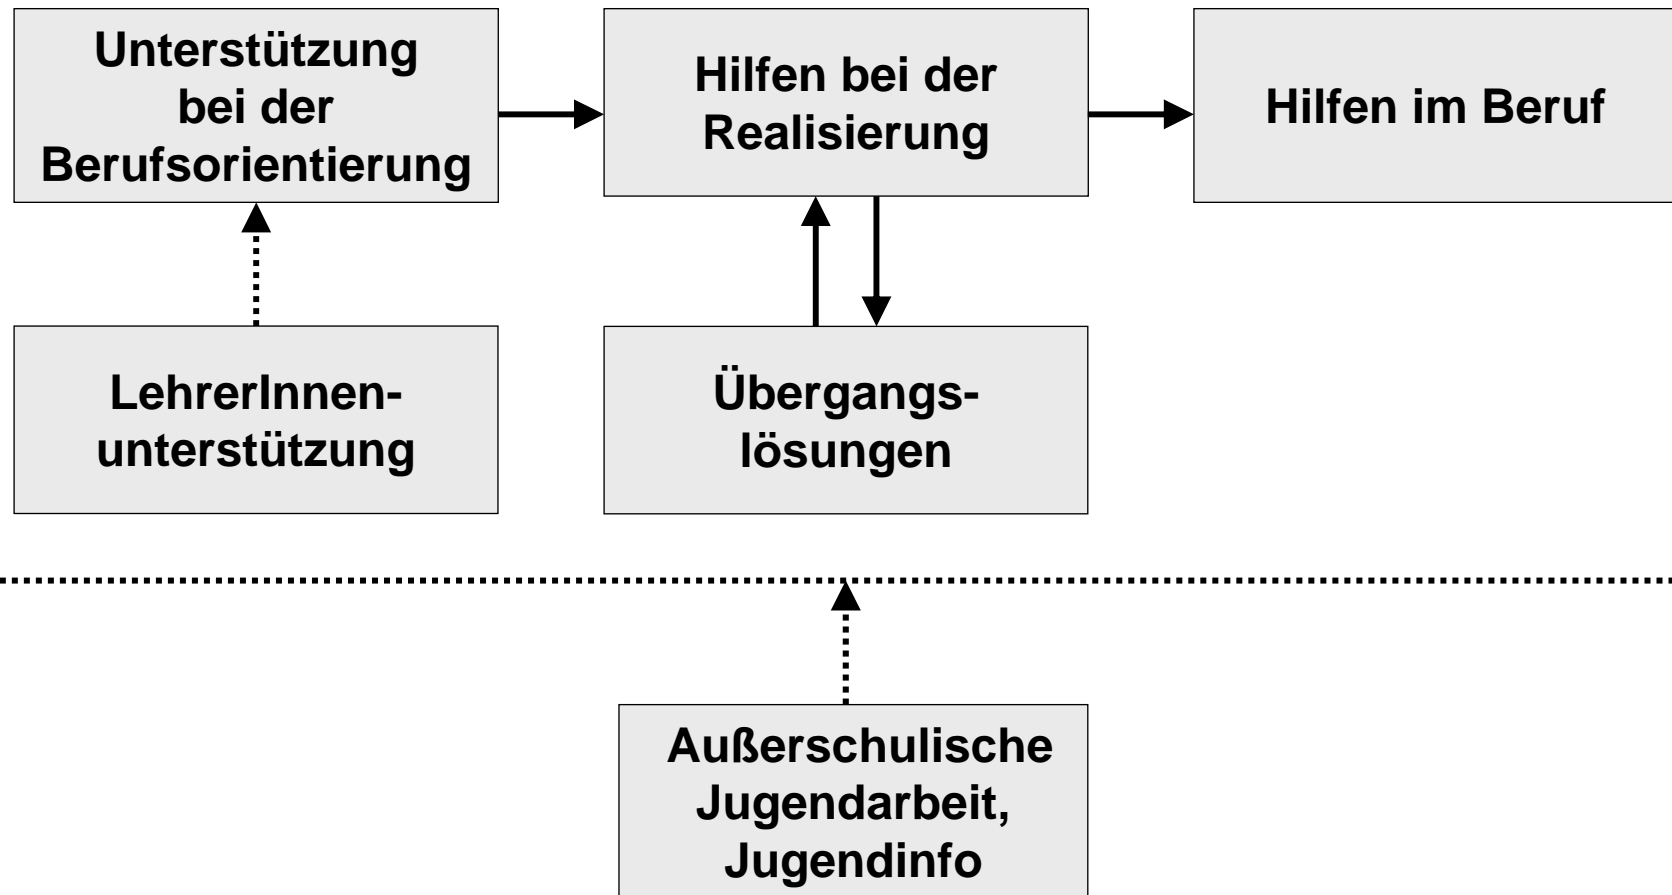 Unterstützung
bei der
Berufsorientierung
Hilfen bei der
Realisierung
Hilfen im Beruf
LehrerInnen-
unterstützung
Übergangs-
lösungen
Außerschulische
Jugendarbeit,
Jugendinfo